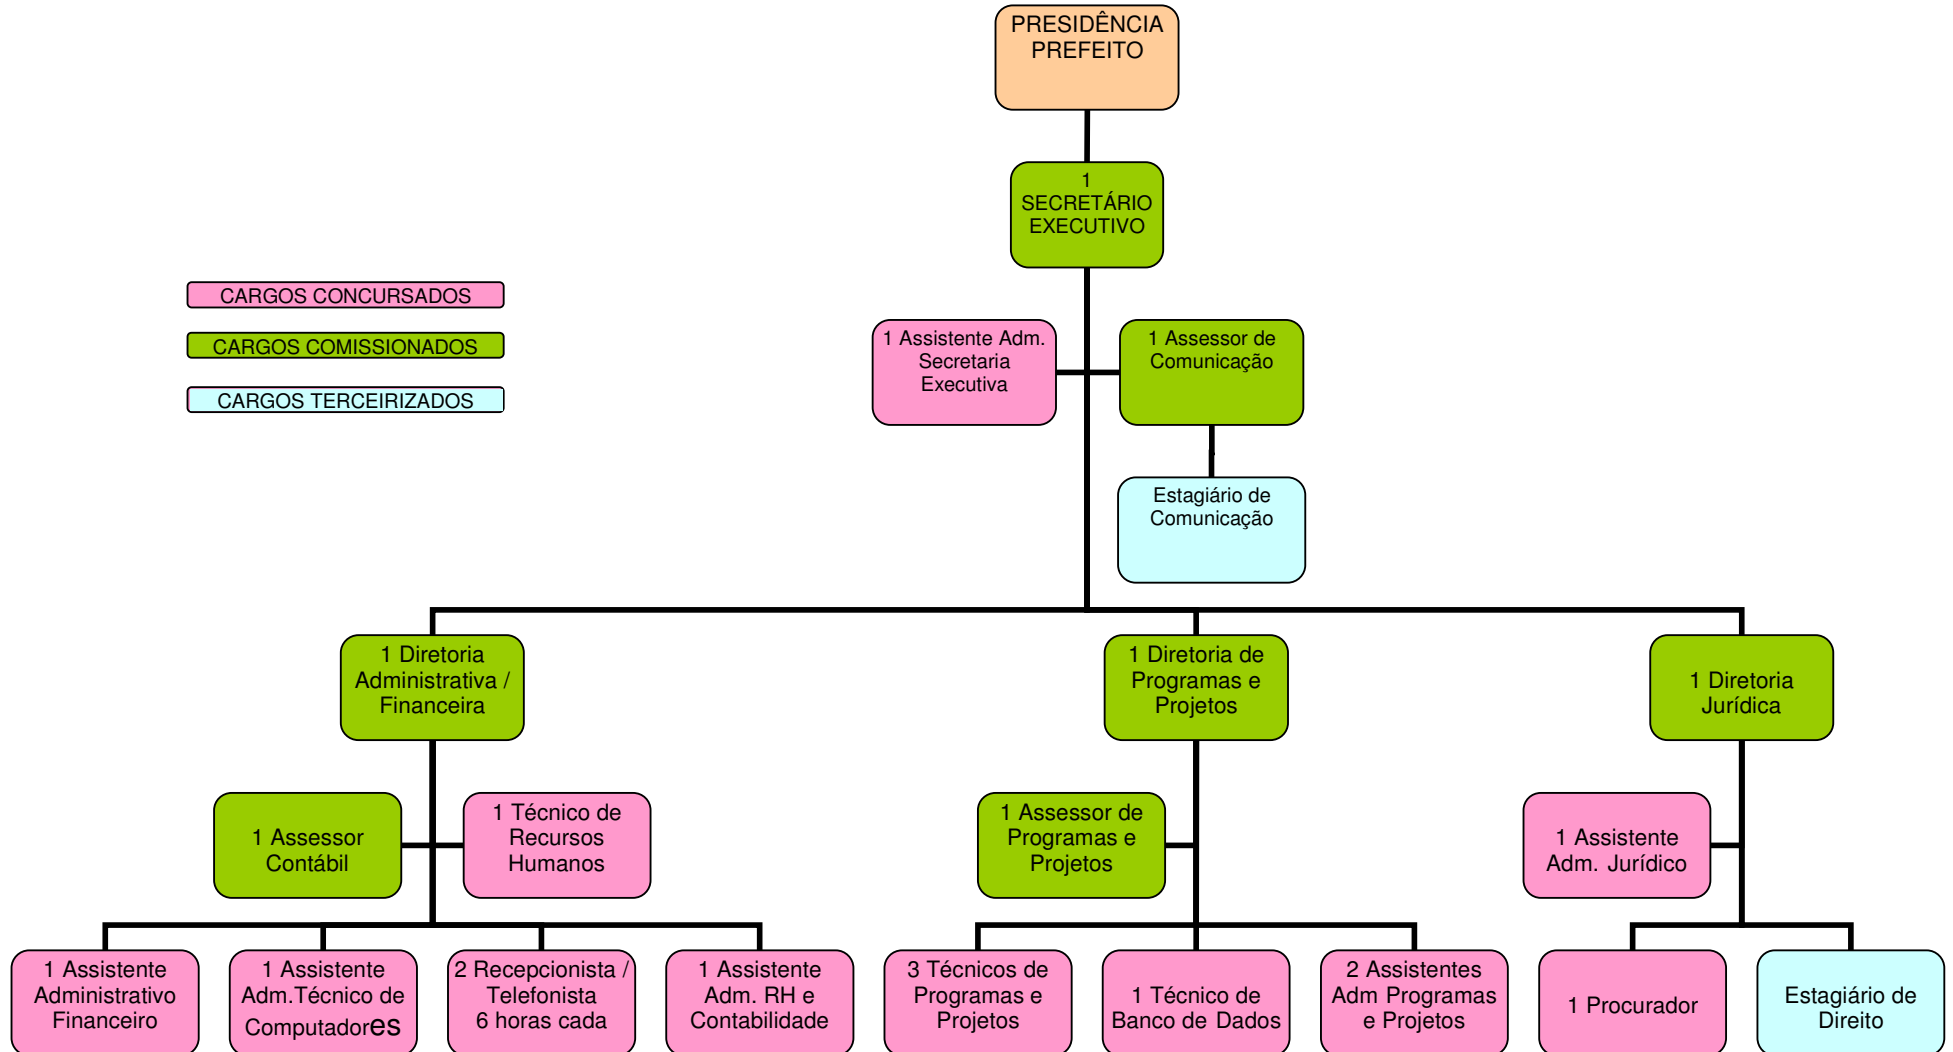 PRESIDÊNCIA
PREFEITO
1
SECRETÁRIO
EXECUTIVO
CARGOS CONCURSADOS
CARGOS COMISSIONADOS
CARGOS TERCEIRIZADOS
1 Assistente Adm.
Secretaria
Executiva
1 Assessor de
Comunicação
Estagiário de
Comunicação
1 Diretoria
Administrativa /
Financeira
1 Diretoria de
Programas e
Projetos
1 Diretoria
Jurídica
1 Assessor
Contábil
1 Técnico de
Recursos
Humanos
1 Assessor de
Programas e
Projetos
1 Assistente
Adm. Jurídico
1 Assistente
Administrativo
Financeiro
1 Assistente
Adm.Técnico de
Computadores
2 Recepcionista /
Telefonista
6 horas cada
1 Assistente
Adm. RH e
Contabilidade
3 Técnicos de
Programas e
Projetos
1 Técnico de
Banco de Dados
2 Assistentes
Adm Programas
e Projetos
1 Procurador
Estagiário de
Direito